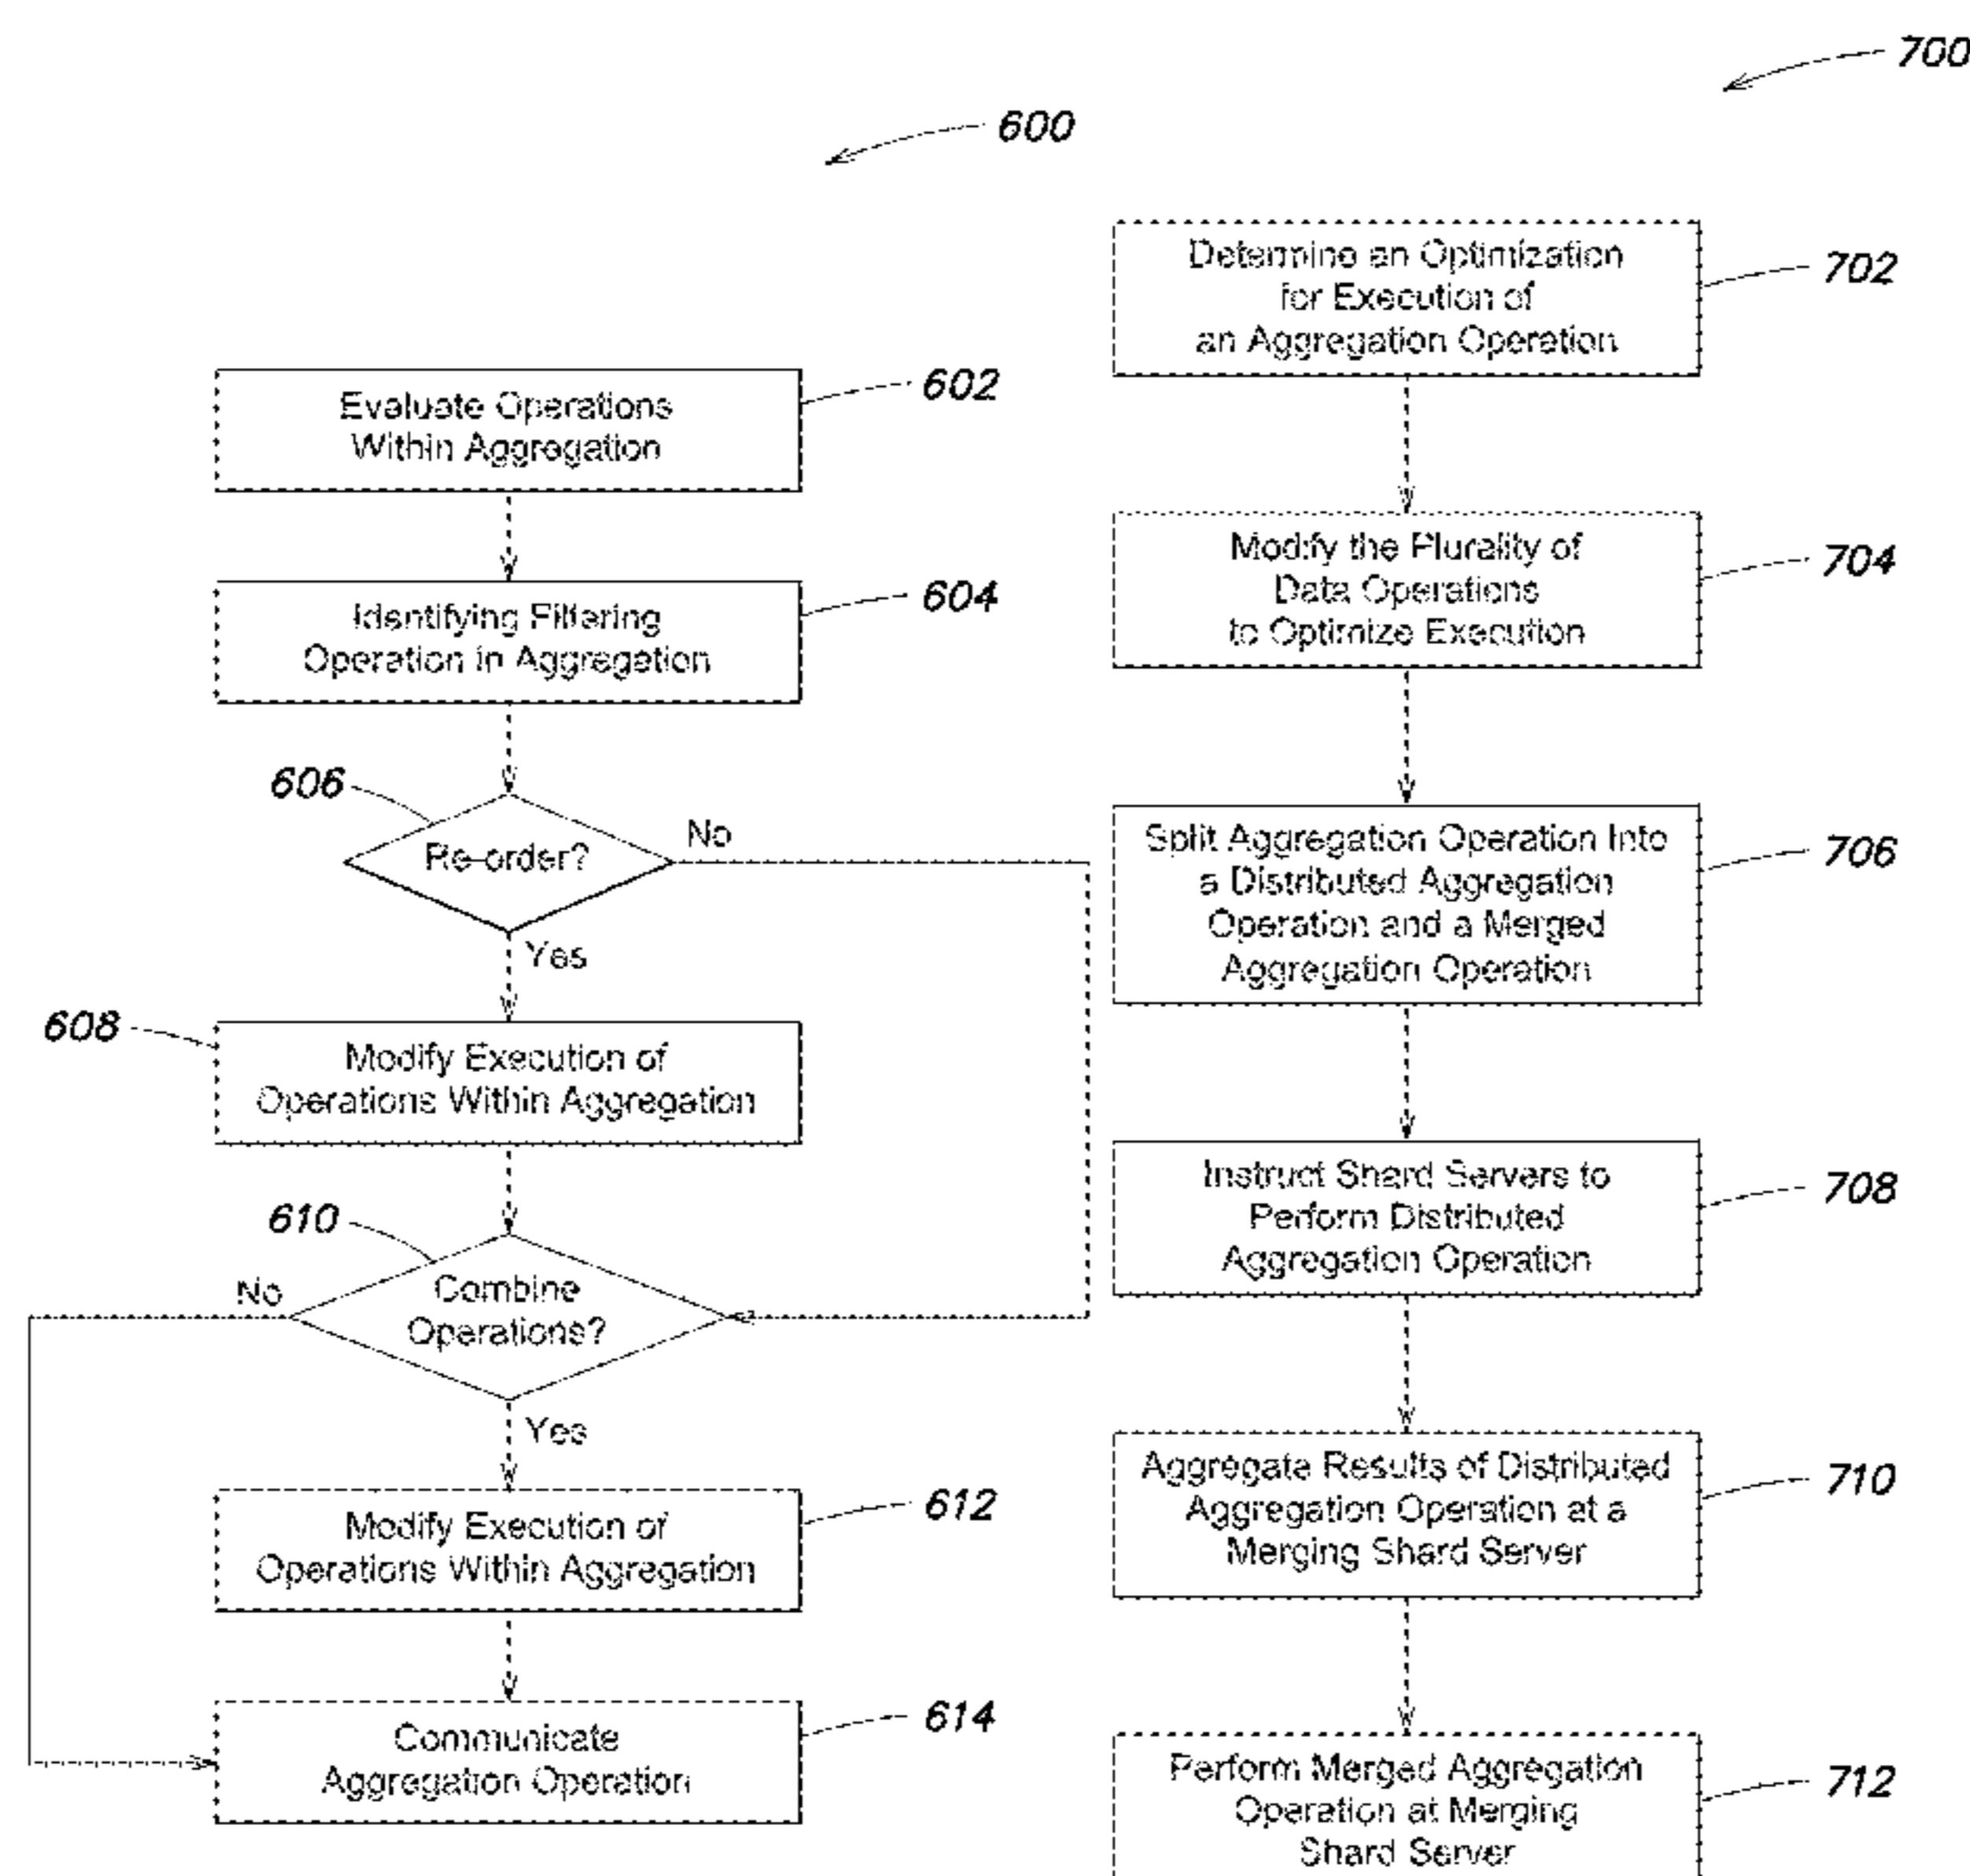 600
Evaluate Operations
Within Aggregation
602
Identifying Filtering
Operation in Aggregation
604
606
Re-order?
No
Yes
608
Modify Execution of
Operations Within Aggregation
610
Combine
Operations?
No
Yes
Modify Execution of
Operations Within Aggregation
612
Communicate
Aggregation Operation
614
700
Determine an Optimization
for Execution of
an Aggregation Operation
702
Modify the Plurality of
Data Operations
to Optimize Execution
704
Split Aggregation Operation Into
a Distributed Aggregation
Operation and a Merged
Aggregation Operation
706
Instruct Shard Servers to
Perform Distributed
Aggregation Operation
708
Aggregate Results of Distributed
Aggregation Operation at a
Merging Shard Server
710
Perform Merged Aggregation
Operation at Merging
Shard Server
712